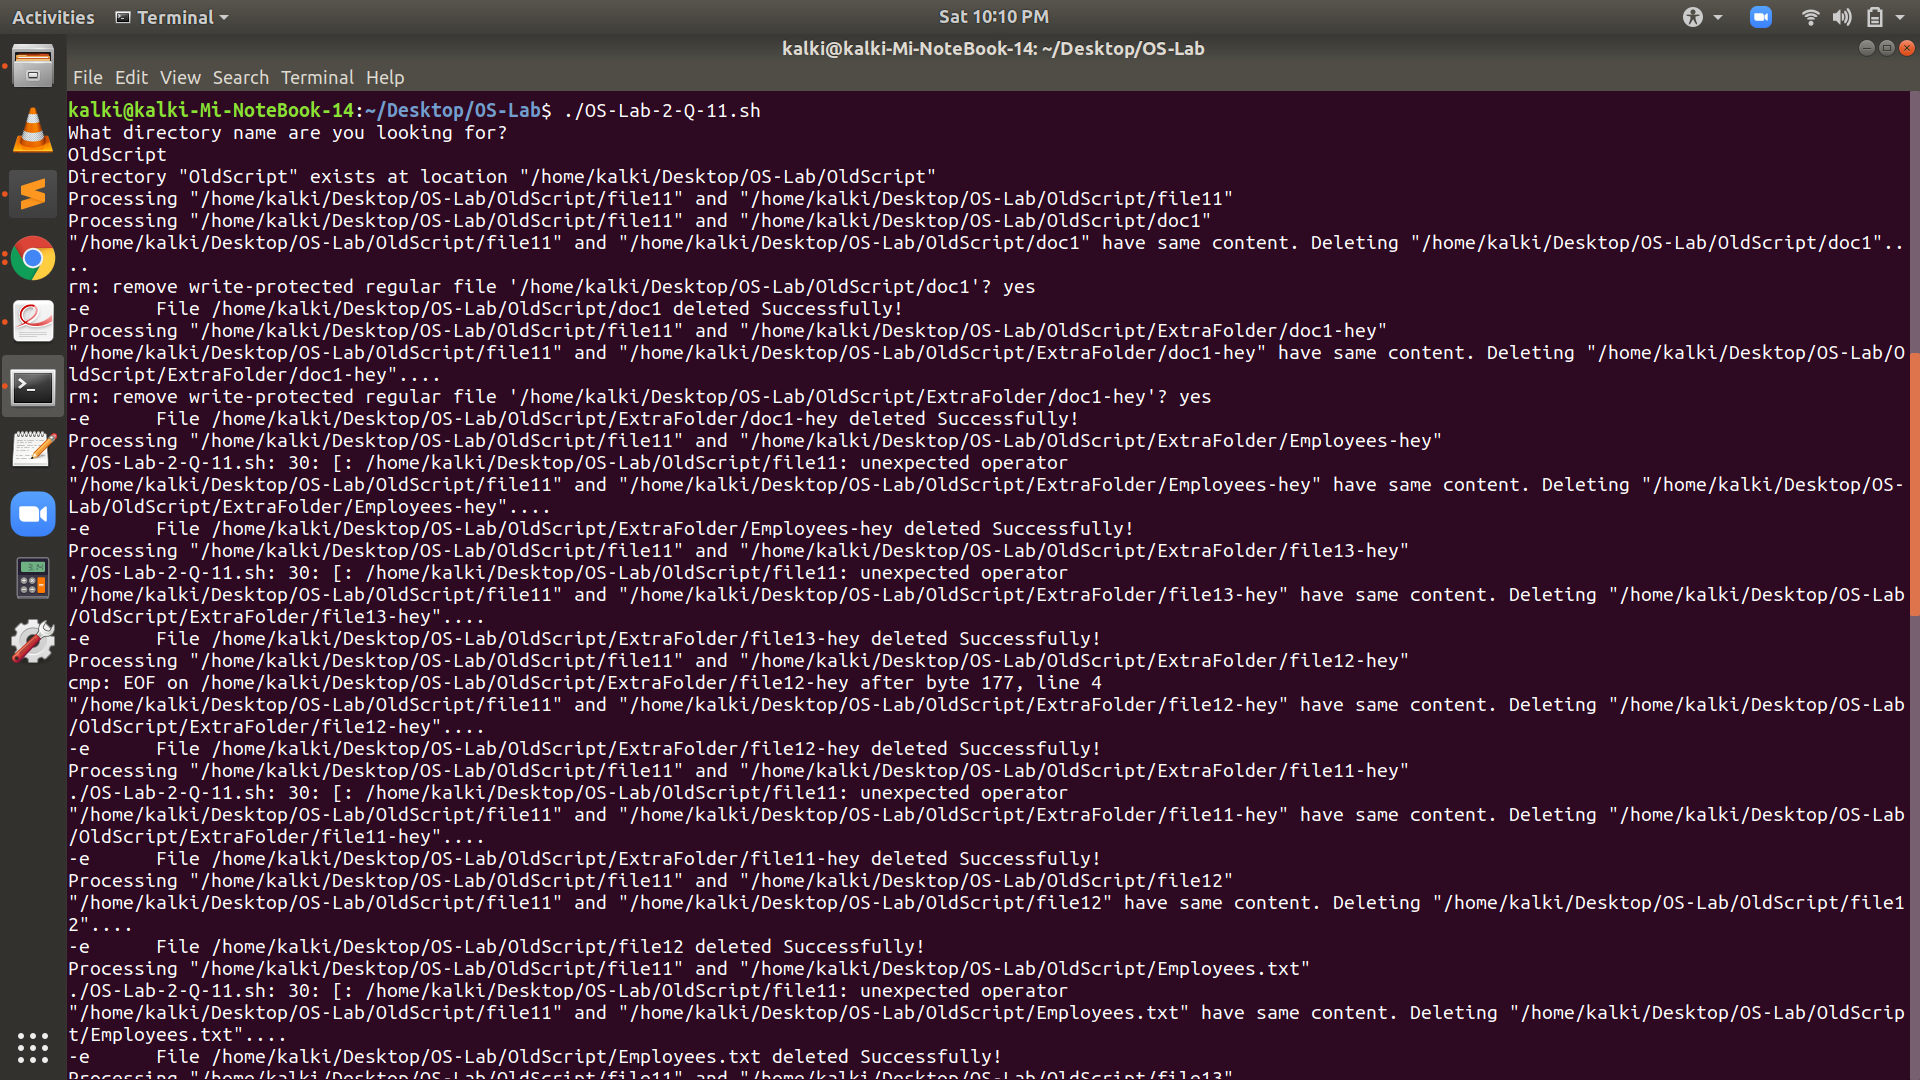 Activities Terminal Sat 10:10 PM
kalki@kalki-Mi-NoteBook-14: ~/Desktop/OS-Lab
File Edit View Search Terminal Help
kalki@kalki-Mi-NoteBook-14:~/Desktop/OS-Lab$ ./OS-Lab-2-Q-11.sh
What directory name are you looking for?
OldScript
Directory "OldScript" exists at location "/home/kalki/Desktop/OS-Lab/OldScript"
Processing "/home/kalki/Desktop/OS-Lab/OldScript/file11" and "/home/kalki/Desktop/OS-Lab/OldScript/file11"
Processing "/home/kalki/Desktop/OS-Lab/OldScript/file11" and "/home/kalki/Desktop/OS-Lab/OldScript/doc1"
"/home/kalki/Desktop/OS-Lab/OldScript/file11" and "/home/kalki/Desktop/OS-Lab/OldScript/doc1" have same content. Deleting "/home/kalki/Desktop/OS-Lab/OldScript/doc1"..
..
rm: remove write-protected regular file '/home/kalki/Desktop/OS-Lab/OldScript/doc1'? yes
-e      File /home/kalki/Desktop/OS-Lab/OldScript/doc1 deleted Successfully!
Processing "/home/kalki/Desktop/OS-Lab/OldScript/file11" and "/home/kalki/Desktop/OS-Lab/OldScript/ExtraFolder/doc1-hey"
"/home/kalki/Desktop/OS-Lab/OldScript/file11" and "/home/kalki/Desktop/OS-Lab/OldScript/ExtraFolder/doc1-hey" have same content. Deleting "/home/kalki/Desktop/OS-Lab/O
ldScript/ExtraFolder/doc1-hey"....
rm: remove write-protected regular file '/home/kalki/Desktop/OS-Lab/OldScript/ExtraFolder/doc1-hey'? yes
-e      File /home/kalki/Desktop/OS-Lab/OldScript/ExtraFolder/doc1-hey deleted Successfully!
Processing "/home/kalki/Desktop/OS-Lab/OldScript/file11" and "/home/kalki/Desktop/OS-Lab/OldScript/ExtraFolder/Employees-hey"
./OS-Lab-2-Q-11.sh: 30: [: /home/kalki/Desktop/OS-Lab/OldScript/file11: unexpected operator
"/home/kalki/Desktop/OS-Lab/OldScript/file11" and "/home/kalki/Desktop/OS-Lab/OldScript/ExtraFolder/Employees-hey" have same content. Deleting "/home/kalki/Desktop/OS-
Lab/OldScript/ExtraFolder/Employees-hey"....
-e      File /home/kalki/Desktop/OS-Lab/OldScript/ExtraFolder/Employees-hey deleted Successfully!
Processing "/home/kalki/Desktop/OS-Lab/OldScript/file11" and "/home/kalki/Desktop/OS-Lab/OldScript/ExtraFolder/file13-hey"
./OS-Lab-2-Q-11.sh: 30: [: /home/kalki/Desktop/OS-Lab/OldScript/file11: unexpected operator
"/home/kalki/Desktop/OS-Lab/OldScript/file11" and "/home/kalki/Desktop/OS-Lab/OldScript/ExtraFolder/file13-hey" have same content. Deleting "/home/kalki/Desktop/OS-Lab
/OldScript/ExtraFolder/file13-hey"....
-e      File /home/kalki/Desktop/OS-Lab/OldScript/ExtraFolder/file13-hey deleted Successfully!
Processing "/home/kalki/Desktop/OS-Lab/OldScript/file11" and "/home/kalki/Desktop/OS-Lab/OldScript/ExtraFolder/file12-hey"
cmp: EOF on /home/kalki/Desktop/OS-Lab/OldScript/ExtraFolder/file12-hey after byte 177, line 4
"/home/kalki/Desktop/OS-Lab/OldScript/file11" and "/home/kalki/Desktop/OS-Lab/OldScript/ExtraFolder/file12-hey" have same content. Deleting "/home/kalki/Desktop/OS-Lab
/OldScript/ExtraFolder/file12-hey"....
-e      File /home/kalki/Desktop/OS-Lab/OldScript/ExtraFolder/file12-hey deleted Successfully!
Processing "/home/kalki/Desktop/OS-Lab/OldScript/file11" and "/home/kalki/Desktop/OS-Lab/OldScript/ExtraFolder/file11-hey"
./OS-Lab-2-Q-11.sh: 30: [: /home/kalki/Desktop/OS-Lab/OldScript/file11: unexpected operator
"/home/kalki/Desktop/OS-Lab/OldScript/file11" and "/home/kalki/Desktop/OS-Lab/OldScript/ExtraFolder/file11-hey" have same content. Deleting "/home/kalki/Desktop/OS-Lab
/OldScript/ExtraFolder/file11-hey"....
-e      File /home/kalki/Desktop/OS-Lab/OldScript/ExtraFolder/file11-hey deleted Successfully!
Processing "/home/kalki/Desktop/OS-Lab/OldScript/file11" and "/home/kalki/Desktop/OS-Lab/OldScript/file12"
"/home/kalki/Desktop/OS-Lab/OldScript/file11" and "/home/kalki/Desktop/OS-Lab/OldScript/file12" have same content. Deleting "/home/kalki/Desktop/OS-Lab/OldScript/file1
2"....
-e      File /home/kalki/Desktop/OS-Lab/OldScript/file12 deleted Successfully!
Processing "/home/kalki/Desktop/OS-Lab/OldScript/file11" and "/home/kalki/Desktop/OS-Lab/OldScript/Employees.txt"
./OS-Lab-2-Q-11.sh: 30: [: /home/kalki/Desktop/OS-Lab/OldScript/file11: unexpected operator
"/home/kalki/Desktop/OS-Lab/OldScript/file11" and "/home/kalki/Desktop/OS-Lab/OldScript/Employees.txt" have same content. Deleting "/home/kalki/Desktop/OS-Lab/OldScrip
t/Employees.txt"....
-e      File /home/kalki/Desktop/OS-Lab/OldScript/Employees.txt deleted Successfully!
Processing "/home/kalki/Desktop/OS-Lab/OldScript/file11" and "/home/kalki/Desktop/OS-Lab/OldScript/file13"